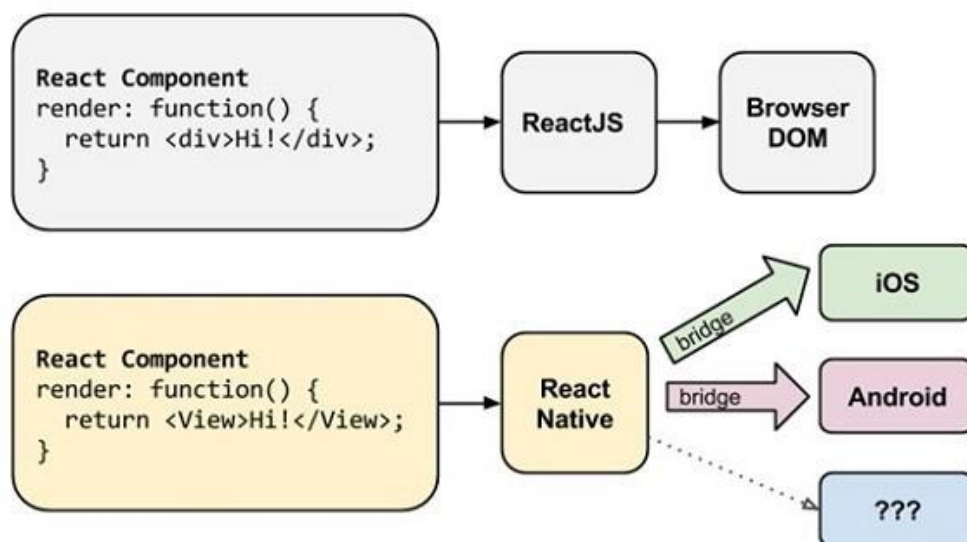 React Component
render: function() {
  return <div>Hi!</div>;
}
ReactJS
Browser
DOM
React Component
render: function() {
  return <View>Hi!</View>;
}
React
Native
bridge
iOS
bridge
Android
???